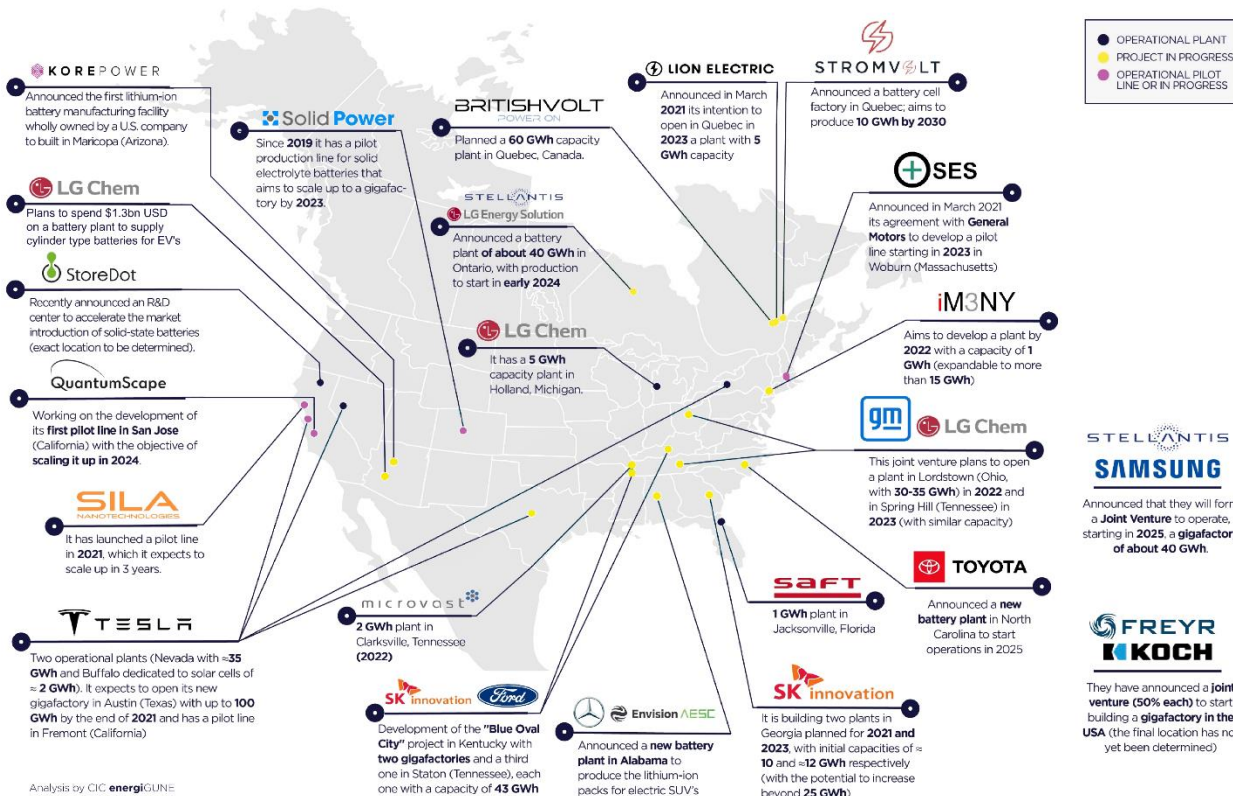 KOREPOWER
Announced the first lithium-ion
battery manufacturing facility
wholly owned by a U.S. company
to built in Maricopa (Arizona).
LG Chem
Plans to spend $1.3bn USD
on a battery plant to supply
cylinder type batteries for EV's
StoreDot
Recently announced an R&D
center to accelerate the market
introduction of solid-state batteries
(exact location to be determined).
QuantumScape
Working on the development of
its first pilot line in San Jose
(California) with the objective of
scaling it up in 2024.
SILA
NANOTECHNOLOGIES
It has launched a pilot line
in 2021, which it expects to
scale up in 3 years.
TESLA
Two operational plants (Nevada with ≈35
GWh and Buffalo dedicated to solar cells of
≈ 2 GWh). It expects to open its new
gigafactory in Austin (Texas) with up to 100
GWh by the end of 2021 and has a pilot line
in Fremont (California)
Analysis by CIC energiGUNE
Solid Power
Since 2019 it has a pilot
production line for solid
electrolyte batteries that
aims to scale up to a gigafac-
tory by 2023.
BRITISHVOLT
POWER ON
Planned a 60 GWh capacity
plant in Quebec, Canada.
STELLANTIS
LG Energy Solution
Announced a battery
plant of about 40 GWh in
Ontario, with production
to start in early 2024
LG Chem
It has a 5 GWh
capacity plant in
Holland, Michigan.
LION ELECTRIC
Announced in March
2021 its intention to
open in Quebec in
2023 a plant with 5
GWh capacity
STROMVOLT
Announced a battery cell
factory in Quebec; aims to
produce 10 GWh by 2030
SES
Announced in March 2021
its agreement with General
Motors to develop a pilot
line starting in 2023 in
Woburn (Massachusetts)
iM3NY
Aims to develop a plant by
2022 with a capacity of 1
GWh (expandable to more
than 15 GWh)
gm LG Chem
This joint venture plans to open
a plant in Lordstown (Ohio,
with 30-35 GWh) in 2022 and
in Spring Hill (Tennessee) in
2023 (with similar capacity)
TOYOTA
Announced a new
battery plant in North
Carolina to start
operations in 2025
saft
1 GWh plant in
Jacksonville, Florida
microvast
2 GWh plant in
Clarksville, Tennessee
(2022)
SK innovation Ford
Development of the "Blue Oval
City" project in Kentucky with
two gigafactories and a third
one in Staton (Tennessee), each
one with a capacity of 43 GWh
Envision AESC
Announced a new battery
plant in Alabama to
produce the lithium-ion
packs for electric SUV's
SK innovation
It is building two plants in
Georgia planned for 2021 and
2023, with initial capacities of ≈
10 and ≈12 GWh respectively
(with the potential to increase
beyond 25 GWh)
OPERATIONAL PLANT
PROJECT IN PROGRESS
OPERATIONAL PILOT
LINE OR IN PROGRESS
STELLANTIS
SAMSUNG
Announced that they will form
a Joint Venture to operate,
starting in 2025, a gigafactor
of about 40 GWh.
FREYR
KOCH
They have announced a joint
venture (50% each) to start
building a gigafactory in the
USA (the final location has no
yet been determined)